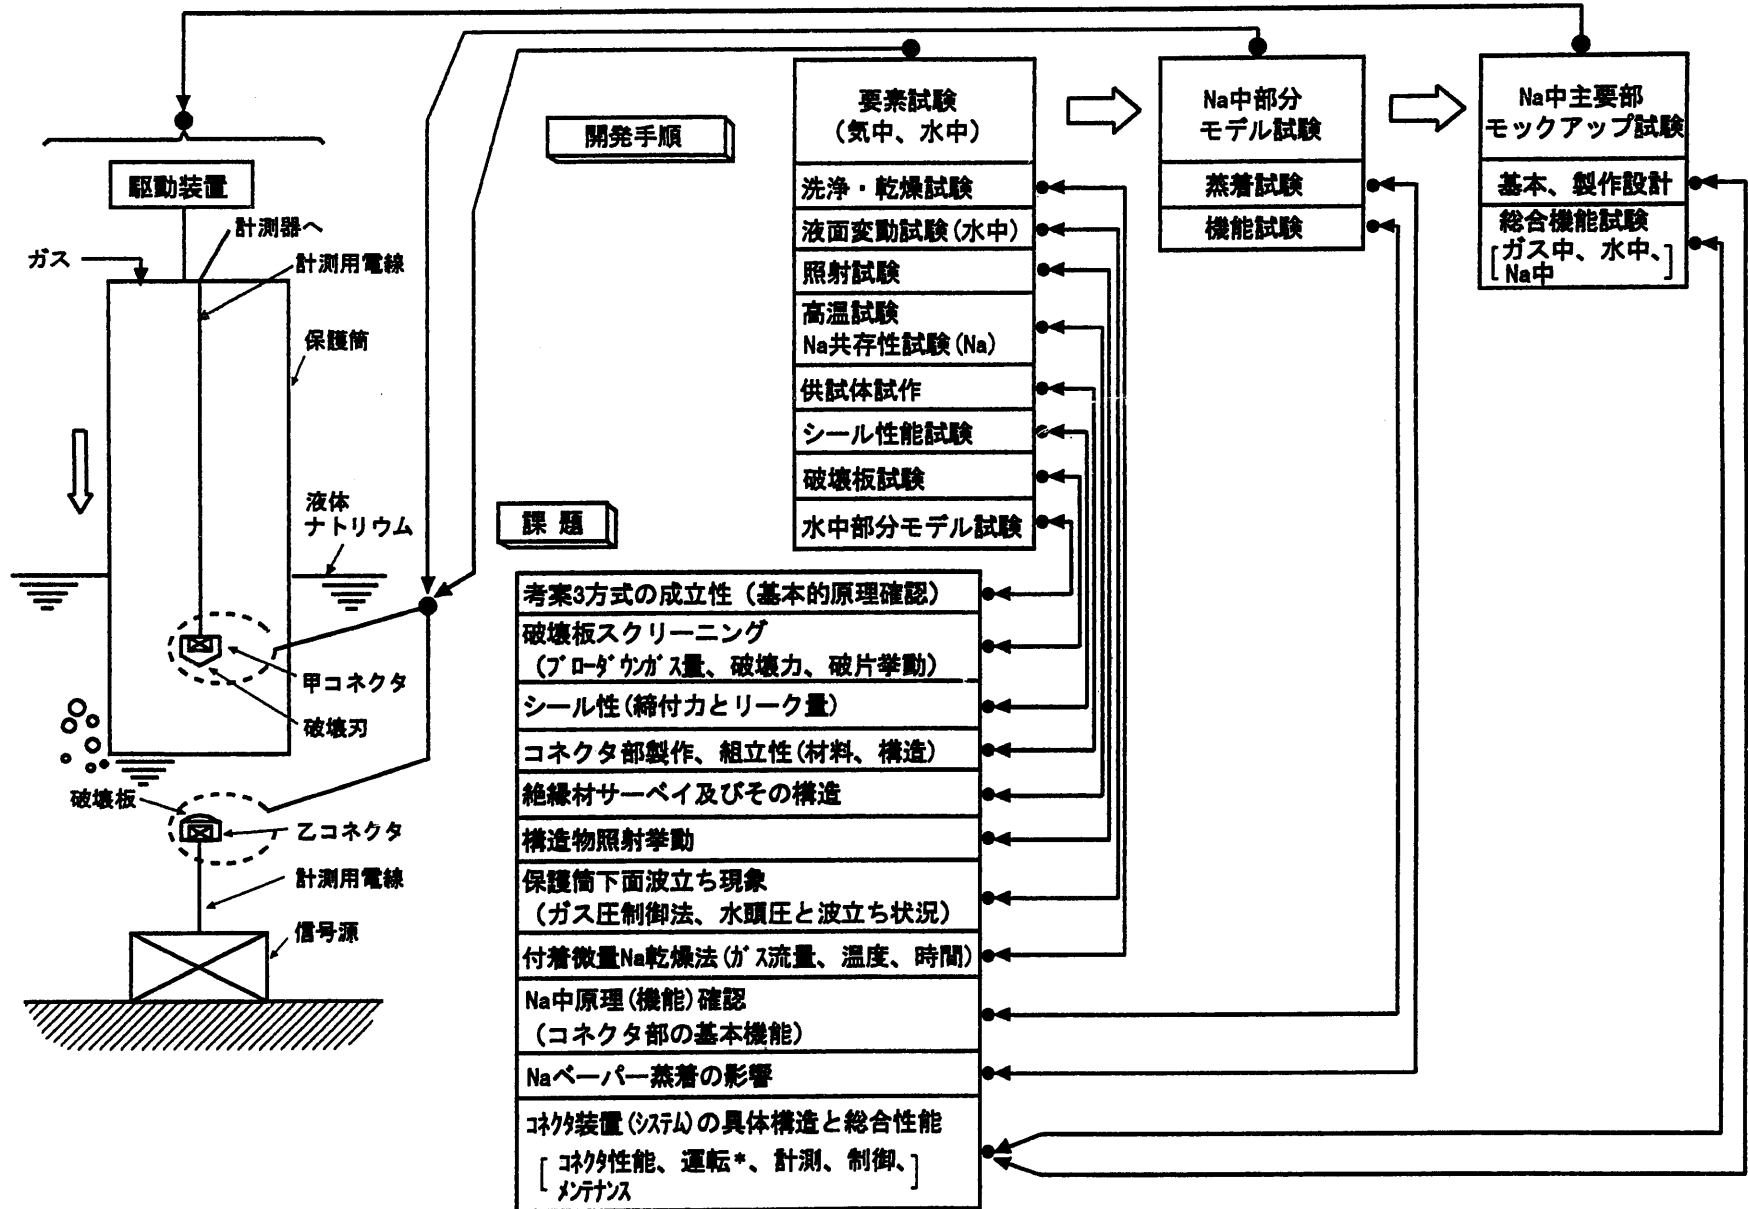 開発手順
要素試験
(気中、水中)
洗浄・乾燥試験
液面変動試験(水中)
照射試験
高温試験
Na共存性試験(Na)
供試体試作
シール性能試験
破壊板試験
水中部分モデル試験
Na中部分
モデル試験
蒸着試験
機能試験
Na中主要部
モックアップ試験
基本、製作設計
総合機能試験
[ガス中、水中、
Na中]
駆動装置
計測器へ
ガス
計測用電線
保護筒
液体
ナトリウム
甲コネクタ
破壊刃
破壊板
乙コネクタ
計測用電線
信号源
課題
考案3方式の成立性(基本的原理確認)
破壊板スクリーニング
(ブローダウンガス量、破壊力、破片挙動)
シール性(締付力とリーク量)
コネクタ部製作、組立性(材料、構造)
絶縁材サーベイ及びその構造
構造物照射挙動
保護筒下面波立ち現象
(ガス圧制御法、水頭圧と波立ち状況)
付着微量Na乾燥法(ガス流量、温度、時間)
Na中原理(機能)確認
(コネクタ部の基本機能)
Naベーパー蒸着の影響
コネクタ装置(システム)の具体構造と総合性能
[コネクタ性能、運転*、計測、制御、
メンテナンス]